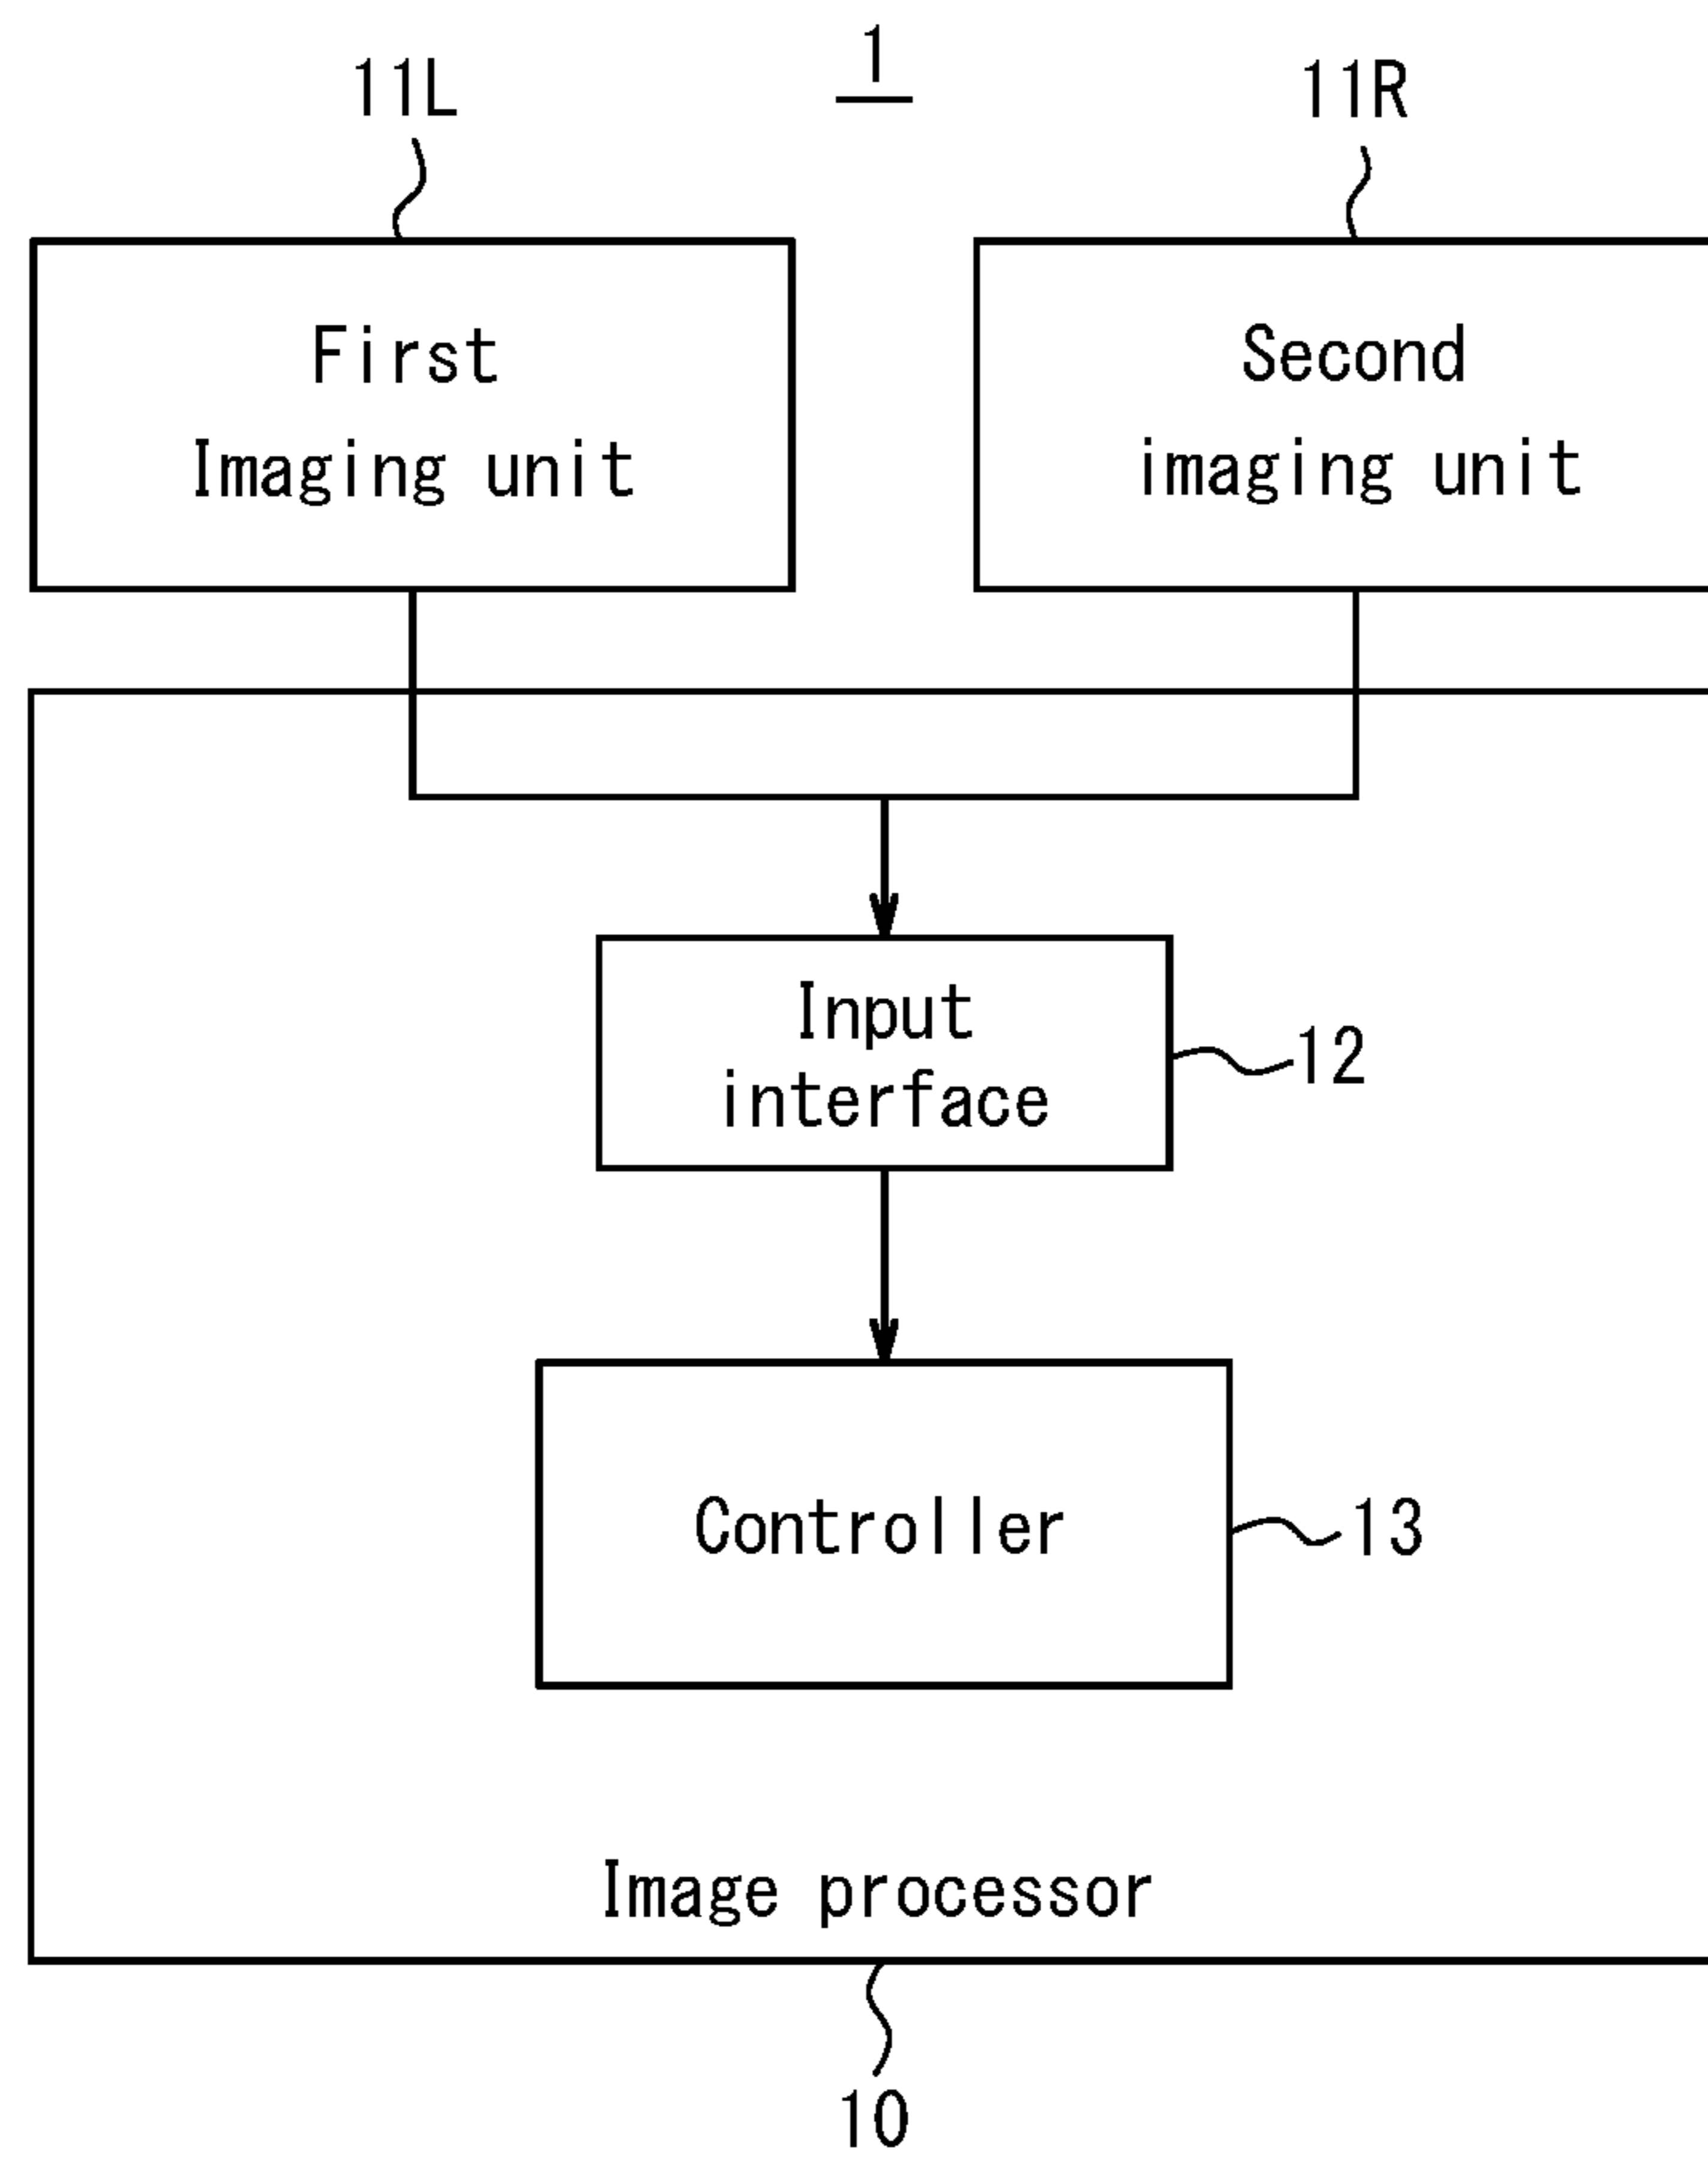 1
11L
11R
First
Imaging unit
Second
imaging unit
Input
interface
12
Controller
13
Image processor
10